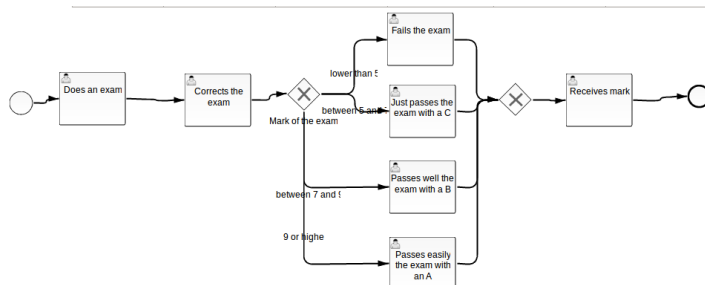 Fails the exam
lower than 5
Does an exam
Corrects the
exam
Just passes the
exam with a C
Receives mark
between 5 and
Mark of the exam
Passes well the
exam with a B
between 7 and 9
9 or highe
Passes easily
the exam with
an A